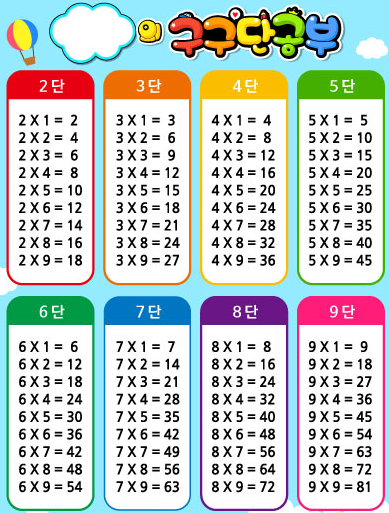 의 구구단공부
2단
2 X 1 = 2
2 X 2 = 4
2 X 3 = 6
2 X 4 = 8
2 X 5 = 10
2 X 6 = 12
2 X 7 = 14
2 X 8 = 16
2 X 9 = 18
3단
3 X 1 = 3
3 X 2 = 6
3 X 3 = 9
3 X 4 = 12
3 X 5 = 15
3 X 6 = 18
3 X 7 = 21
3 X 8 = 24
3 X 9 = 27
4단
4 X 1 = 4
4 X 2 = 8
4 X 3 = 12
4 X 4 = 16
4 X 5 = 20
4 X 6 = 24
4 X 7 = 28
4 X 8 = 32
4 X 9 = 36
5단
5 X 1 = 5
5 X 2 = 10
5 X 3 = 15
5 X 4 = 20
5 X 5 = 25
5 X 6 = 30
5 X 7 = 35
5 X 8 = 40
5 X 9 = 45
6단
6 X 1 = 6
6 X 2 = 12
6 X 3 = 18
6 X 4 = 24
6 X 5 = 30
6 X 6 = 36
6 X 7 = 42
6 X 8 = 48
6 X 9 = 54
7단
7 X 1 = 7
7 X 2 = 14
7 X 3 = 21
7 X 4 = 28
7 X 5 = 35
7 X 6 = 42
7 X 7 = 49
7 X 8 = 56
7 X 9 = 63
8단
8 X 1 = 8
8 X 2 = 16
8 X 3 = 24
8 X 4 = 32
8 X 5 = 40
8 X 6 = 48
8 X 7 = 56
8 X 8 = 64
8 X 9 = 72
9단
9 X 1 = 9
9 X 2 = 18
9 X 3 = 27
9 X 4 = 36
9 X 5 = 45
9 X 6 = 54
9 X 7 = 63
9 X 8 = 72
9 X 9 = 81